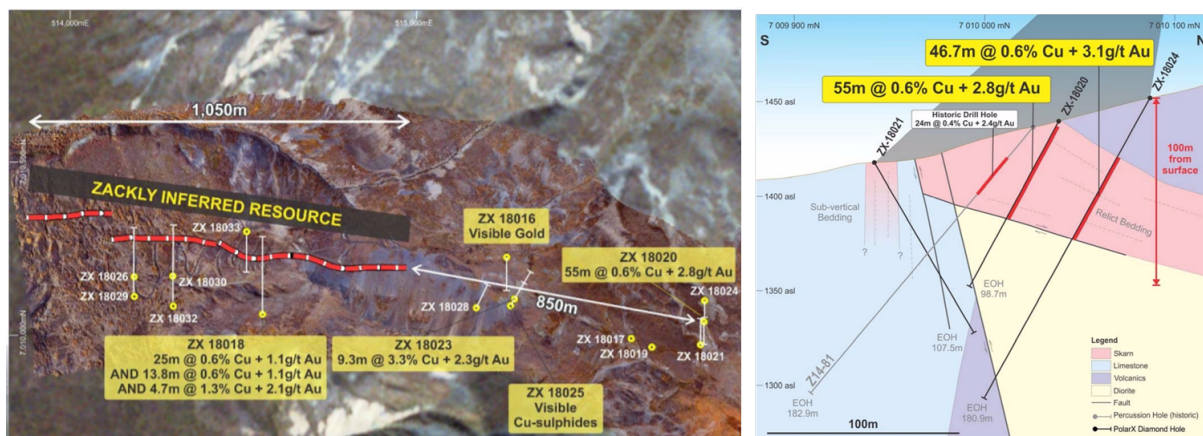 514,000mE
515,000mE
1,050m
ZACKLY INFERRED RESOURCE
ZX 18033
ZX 18016
Visible Gold
ZX 18020
55m @ 0.6% Cu + 2.8g/t Au
ZX 18026
ZX 18030
ZX 18029
ZX 18032
ZX 18028
850m
ZX 18024
ZX 18017
ZX 18019
ZX 18021
7,010,000mN
ZX 18018
25m @ 0.6% Cu + 1.1g/t Au
AND 13.8m @ 0.6% Cu + 1.1g/t Au
AND 4.7m @ 1.3% Cu + 2.1g/t Au
ZX 18023
9.3m @ 3.3% Cu + 2.3g/t Au
ZX 18025
Visible
Cu-sulphides
7 009 900 mN
7 010 000 mN
7 010 100 mN
S
N
46.7m @ 0.6% Cu + 3.1g/t Au
55m @ 0.6% Cu + 2.8g/t Au
Historic Drill Hole
24m @ 0.4% Cu + 2.4g/t Au
ZX-18021
ZX-18020
ZX-18024
1450 asl
1400 asl
1350 asl
1300 asl
100m
from
surface
Sub-vertical
Bedding
?
?
Relict Bedding
EOH
98.7m
EOH
107.5m
Z14-81
EOH
182.9m
EOH
180.9m
100m
Legend
Skarn
Limestone
Volcanics
Diorite
Fault
Percussion Hole (historic)
PolarX Diamond Hole